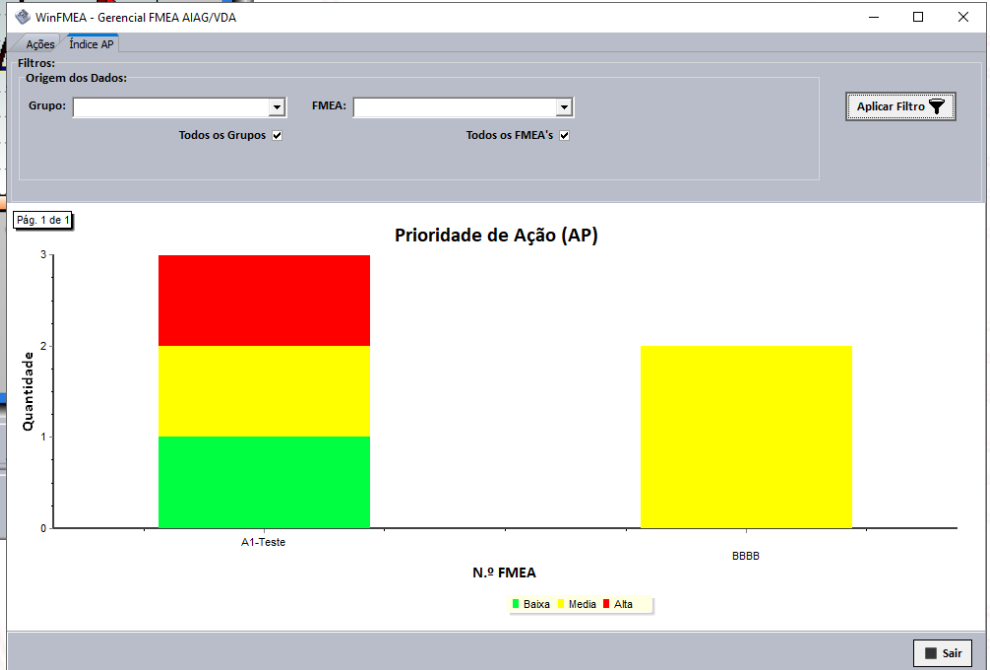 WinFMEA - Gerencial FMEA AIAG/VDA
Ações Índice AP
Filtros:
Origem dos Dados:
Grupo: FMEA: Aplicar Filtro
Todos os Grupos Todos os FMEA's
Pág. 1 de 1
Prioridade de Ação (AP)
3
2
1
0
Quantidade
A1-Teste
BBBB
N.º FMEA
Baixa Media Alta
Sair